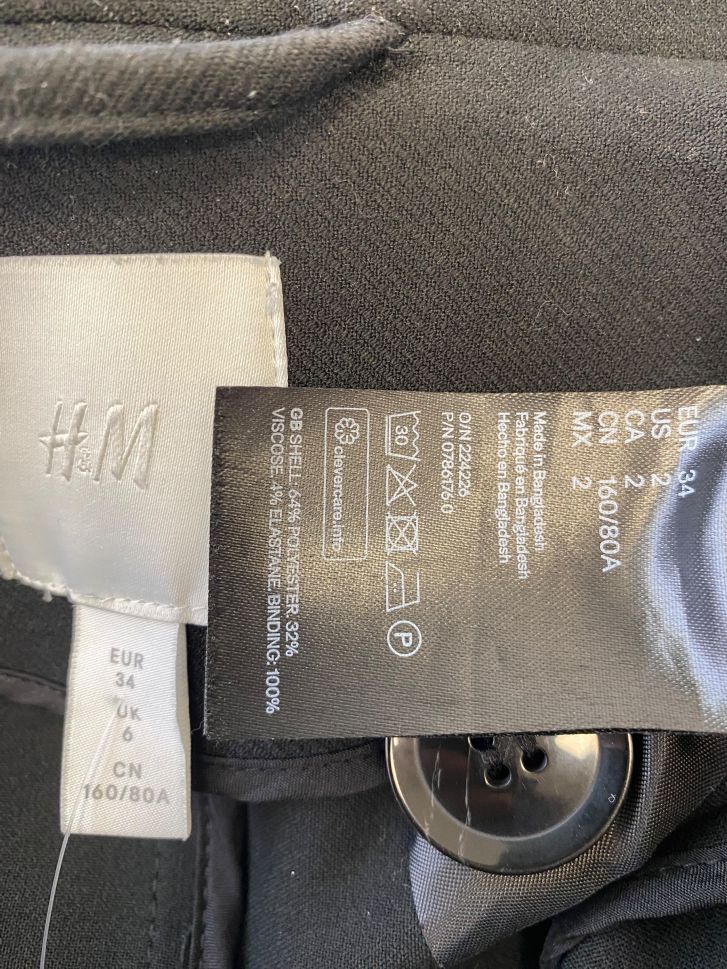 H&M
EUR
34
UK
6
CN
160/80A
EUR 34
US 2
CA 2
CN 160/80A
MX 2
Made in Bangladesh
Fabriqué en Bangladesh
Hecho en Bangladesh
O/N 224226
P/N 0786176 0
30
P
clevercare.info
GB SHELL: 64% POLYESTER. 32%
VISCOSE. 4% ELASTANE. BINDING: 100%